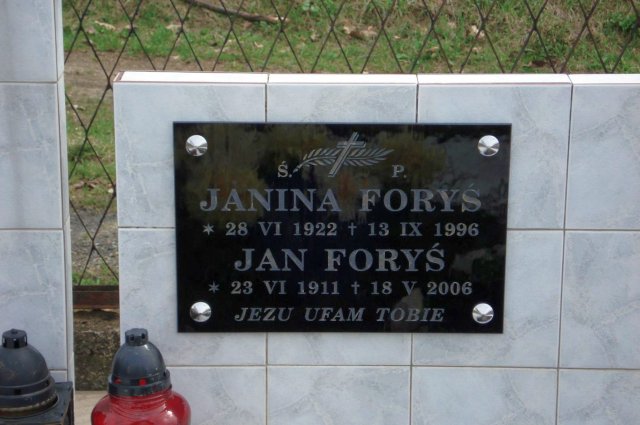 Ś. P.
JANINA FORYŚ
* 28 VI 1922 † 13 IX 1996
JAN FORYŚ
* 23 VI 1911 † 18 V 2006
JEZU UFAM TOBIE